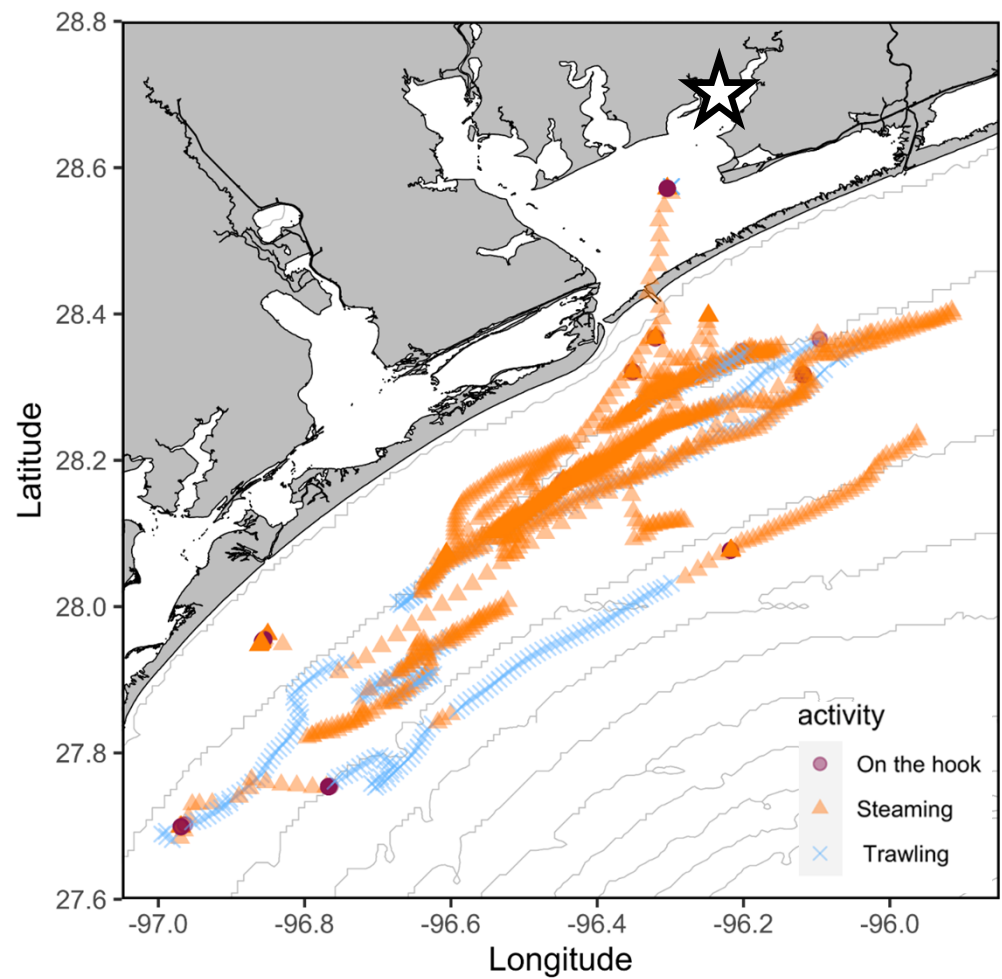 28.8
28.6
28.4
28.2
28.0
27.8
27.6
Latitude
activity
On the hook
Steaming
Trawling
-97.0 -96.8 -96.6 -96.4 -96.2 -96.0
Longitude